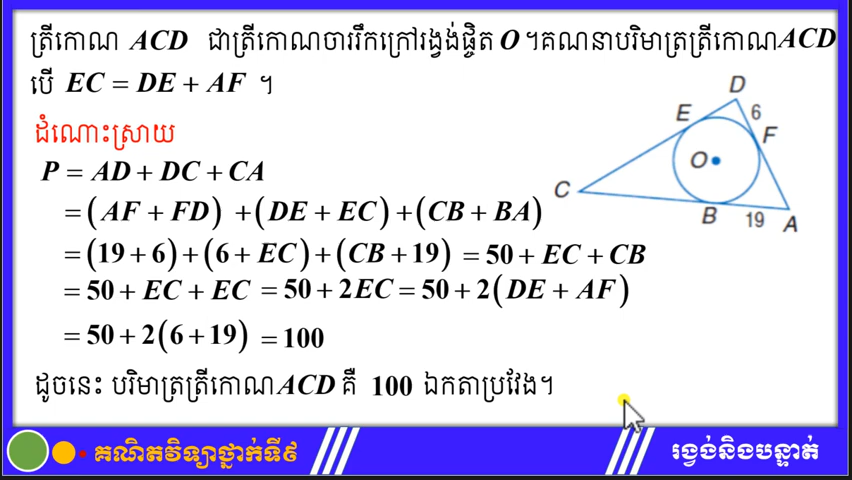 ត្រីកោណ ACD ជាត្រីកោណចារឹកក្រៅរង្វង់ផ្ចិត O ។គណនាបរិមាត្រត្រីកោណACD
បើ EC = DE + AF ។
ដំណោះស្រាយ
P = AD + DC + CA
= (AF + FD) + (DE + EC) + (CB + BA)
= (19 + 6) + (6 + EC) + (CB + 19) = 50 + EC + CB
= 50 + EC + EC = 50 + 2EC = 50 + 2(DE + AF)
= 50 + 2(6 + 19) = 100
ដូចនេះ បរិមាត្រត្រីកោណACD គឺ 100 ឯកតាប្រវែង។
D
E
6
F
O
C
B
19
A
គណិតវិទ្យាថ្នាក់ទី៩
រង្វង់និងបន្ទាត់